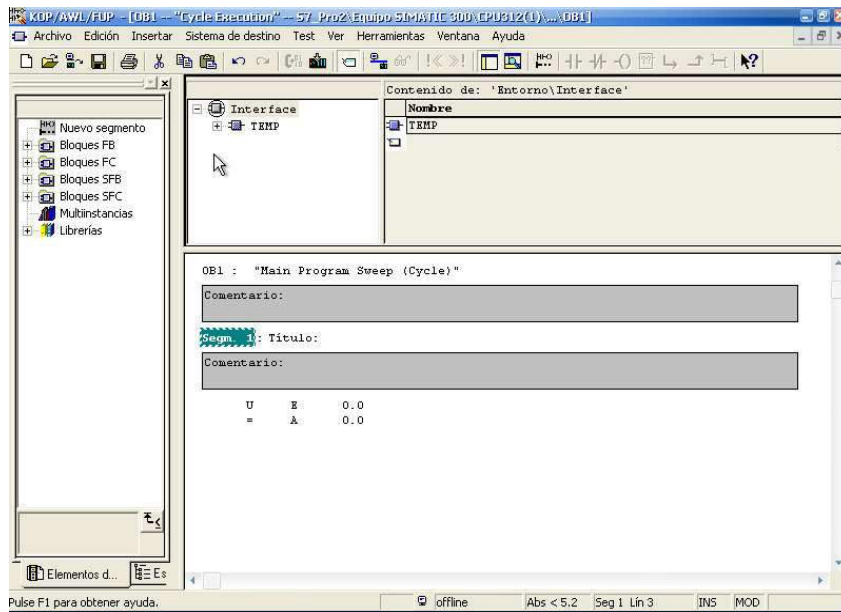 KOP/AWL/FUP - [OB1 -- "Cycle Execution" -- S7_Pro2\Equipo SIMATIC 300\CPU312(1)\...\OB1]
Archivo Edición Insertar Sistema de destino Test Ver Herramientas Ventana Ayuda
Contenido de: 'Entorno\Interface'
Interface
Nombre
TEMP
TEMP
Nuevo segmento
Bloques FB
Bloques FC
Bloques SFB
Bloques SFC
Multiinstancias
Librerías
OB1 : "Main Program Sweep (Cycle)"
Comentario:
Segm. 1: Título:
Comentario:
U E 0.0
= A 0.0
Elementos d... Es
Pulse F1 para obtener ayuda. offline Abs < 5.2 Seg 1 Lín 3 INS MOD